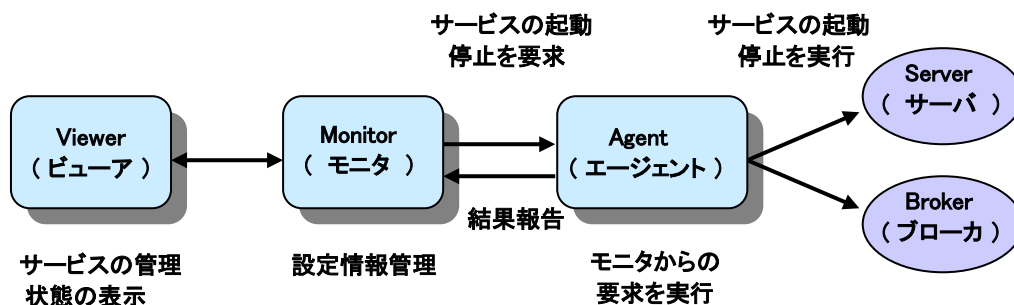 サービスの起動
停止を要求
サービスの起動
停止を実行
Viewer
( ビューア )
Monitor
( モニタ )
Agent
( エージェント )
Server
( サーバ )
Broker
( ブローカ )
結果報告
サービスの管理
状態の表示
設定情報管理
モニタからの
要求を実行